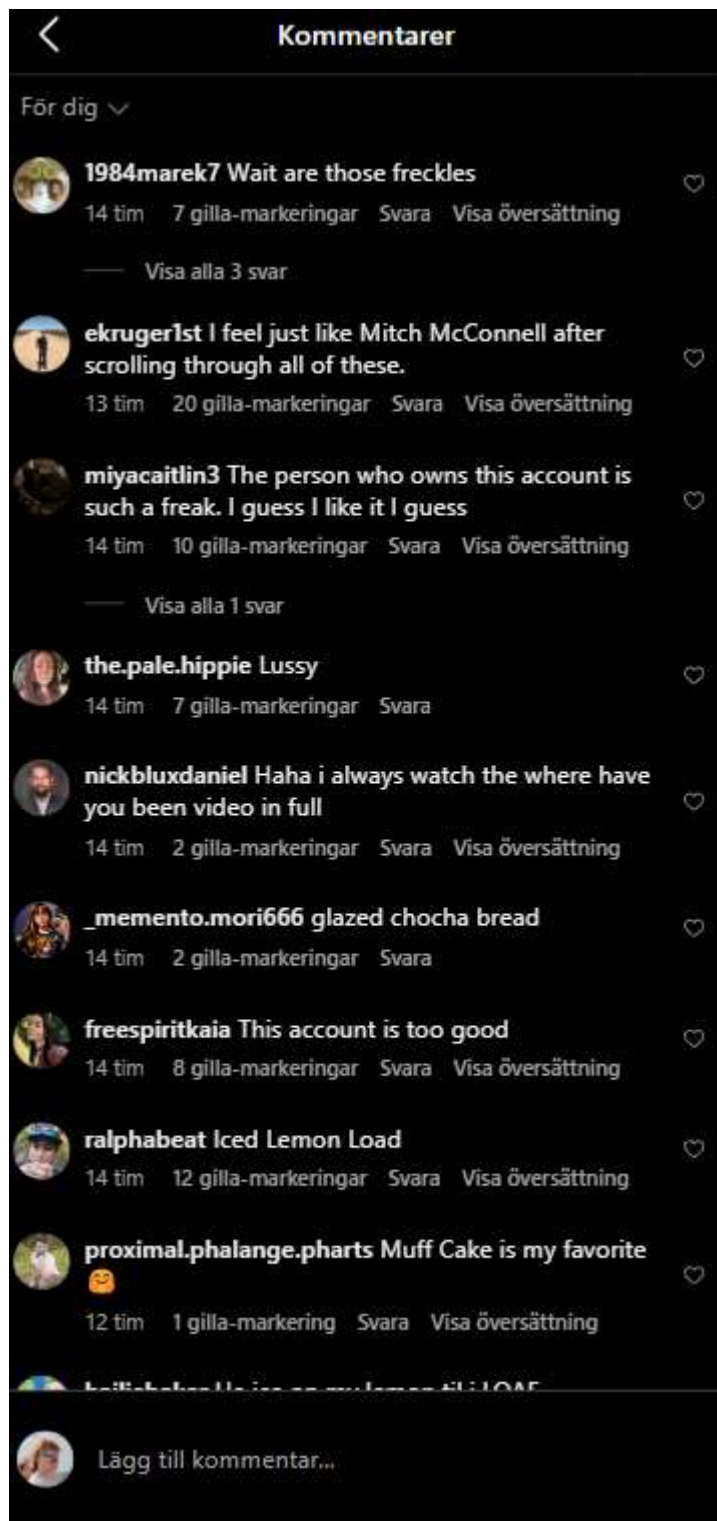 Kommentarer
För dig
1984marek7 Wait are those freckles
14 tim 7 gilla-markeringar Svara Visa översättning
Visa alla 3 svar
ekruger1st I feel just like Mitch McConnell after
scrolling through all of these.
13 tim 20 gilla-markeringar Svara Visa översättning
miyacaitlin3 The person who owns this account is
such a freak. I guess I like it I guess
14 tim 10 gilla-markeringar Svara Visa översättning
Visa alla 1 svar
the.pale.hippie Lussy
14 tim 7 gilla-markeringar Svara
nickbluxdaniel Haha i always watch the where have
you been video in full
14 tim 2 gilla-markeringar Svara Visa översättning
_memento.mori666 glazed chocha bread
14 tim 2 gilla-markeringar Svara
freespiritkaia This account is too good
14 tim 8 gilla-markeringar Svara Visa översättning
ralphabeat Iced Lemon Load
14 tim 12 gilla-markeringar Svara Visa översättning
proximal.phalange.pharts Muff Cake is my favorite
🤗
12 tim 1 gilla-markering Svara Visa översättning
Lägg till kommentar...